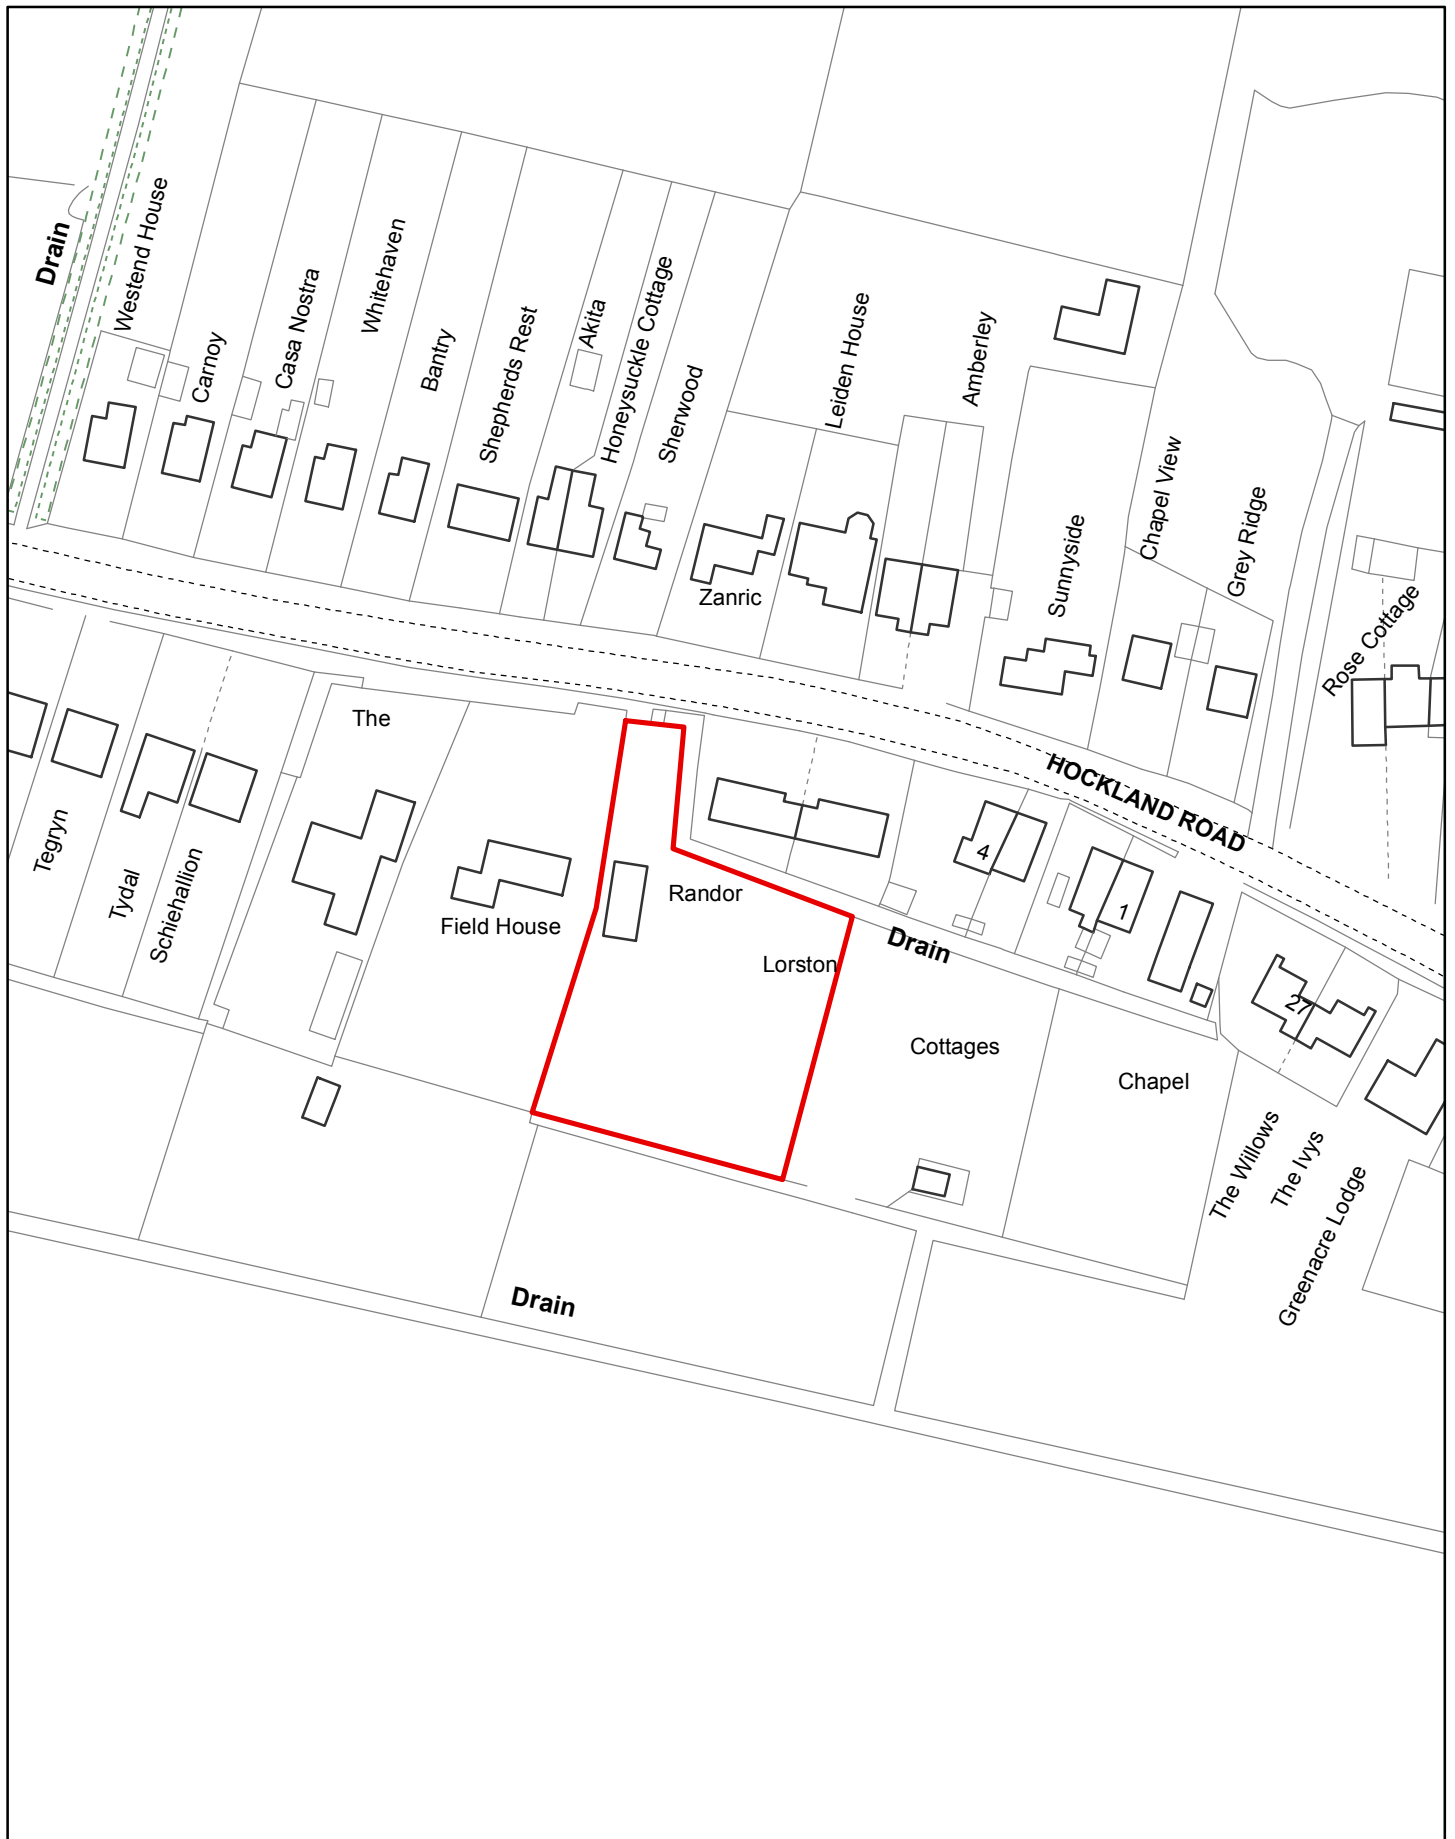 Drain
Westend House
Carnoy
Casa Nostra
Whitehaven
Bantry
Shepherds Rest
Akita
Honeysuckle Cottage
Sherwood
Zanric
Leiden House
Amberley
Sunnyside
Chapel View
Grey Ridge
Rose Cottage
HOCKLAND ROAD
The
Tegryn
Tydal
Schiehallion
Field House
Randor
Lorston
Drain
4
1
27
Cottages
Chapel
The Willows
The Ivys
Greenacre Lodge
Drain